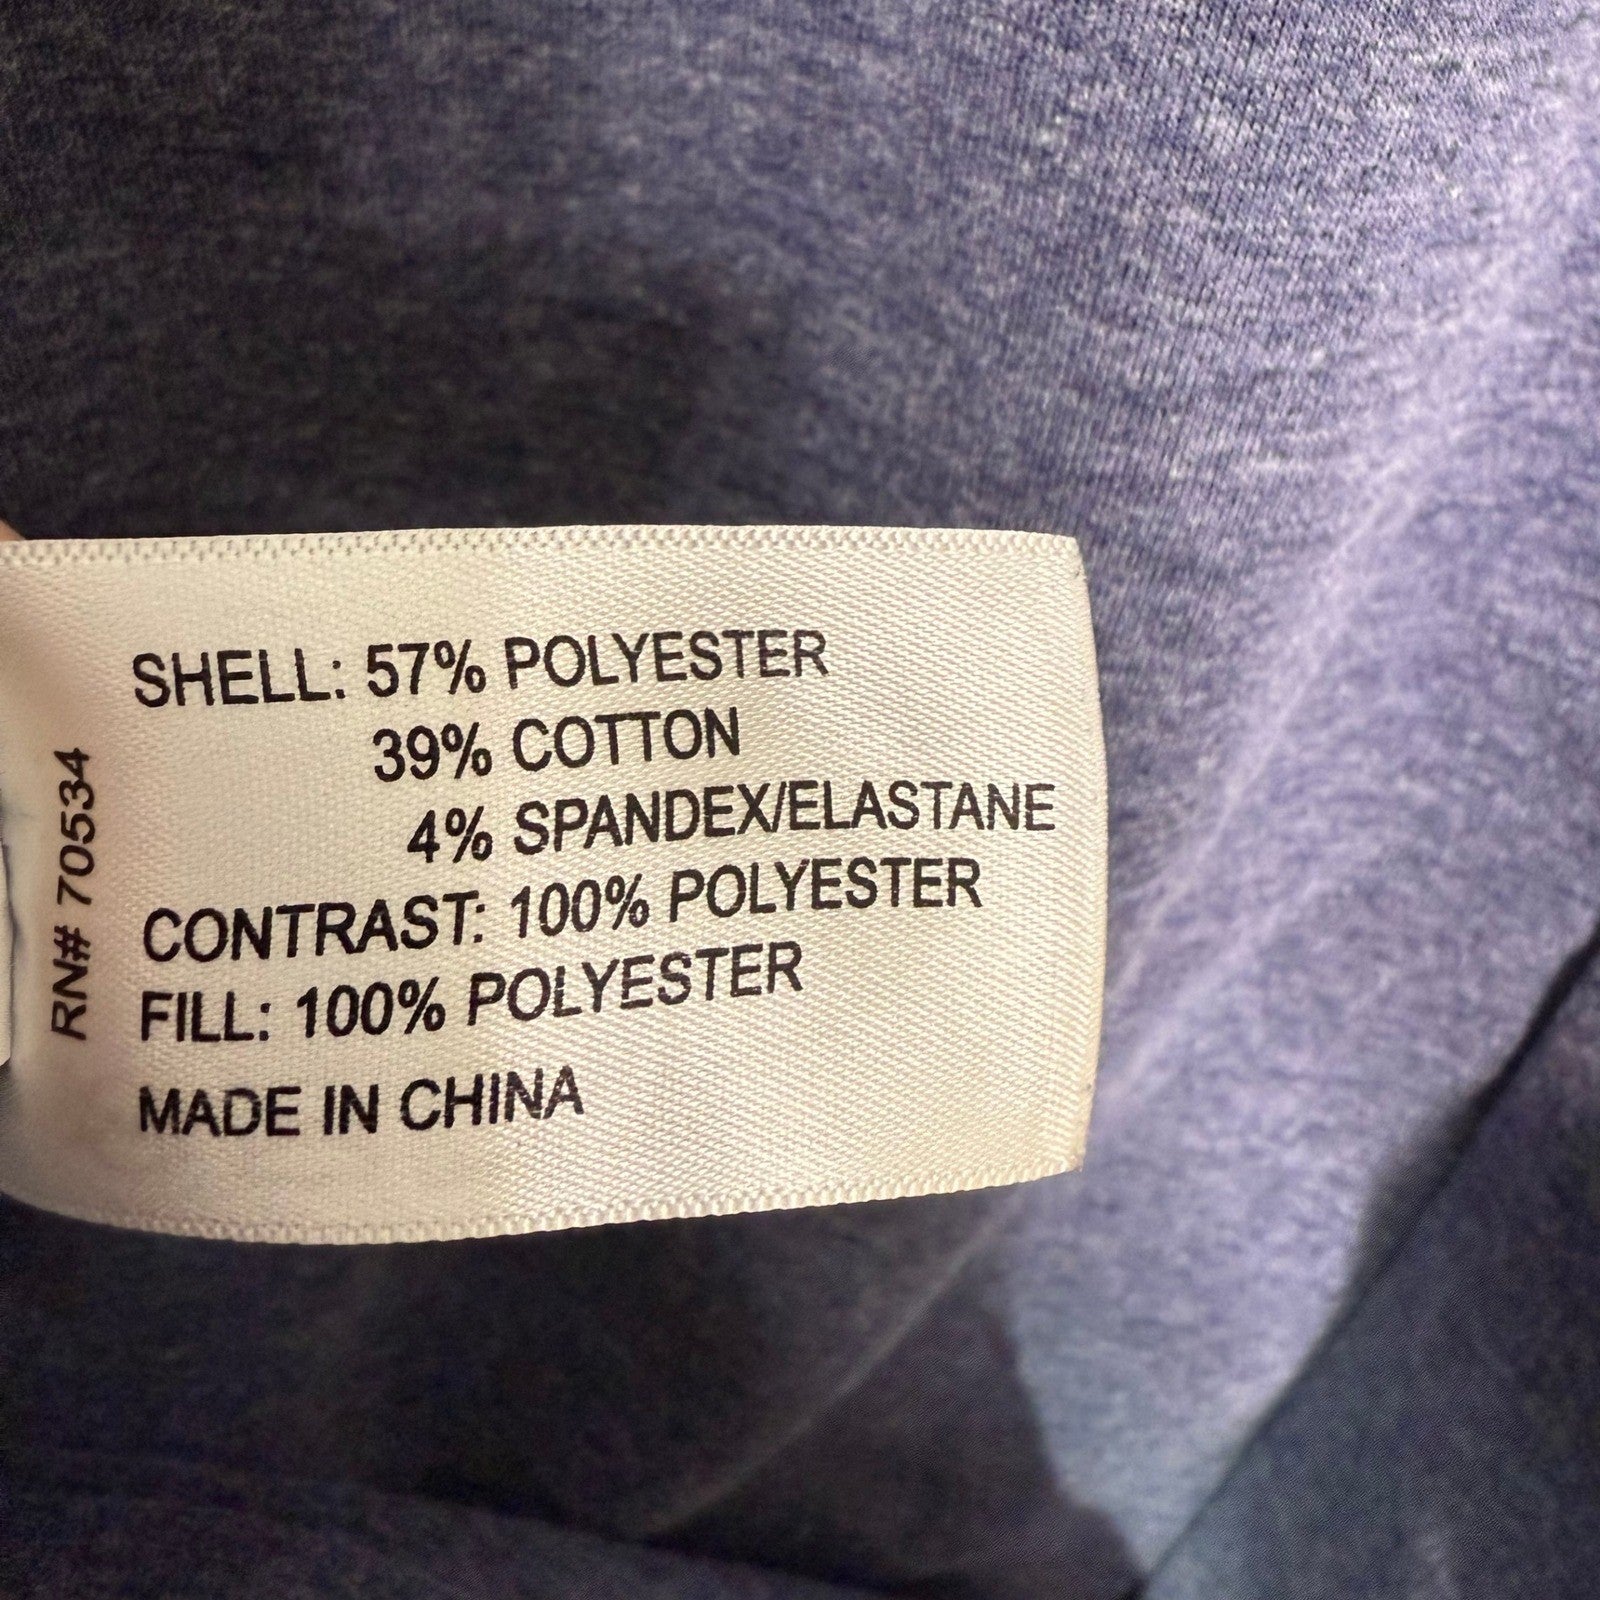 SHELL: 57% POLYESTER
39% COTTON
4% SPANDEX/ELASTANE
CONTRAST: 100% POLYESTER
FILL: 100% POLYESTER
MADE IN CHINA
RN# 70534